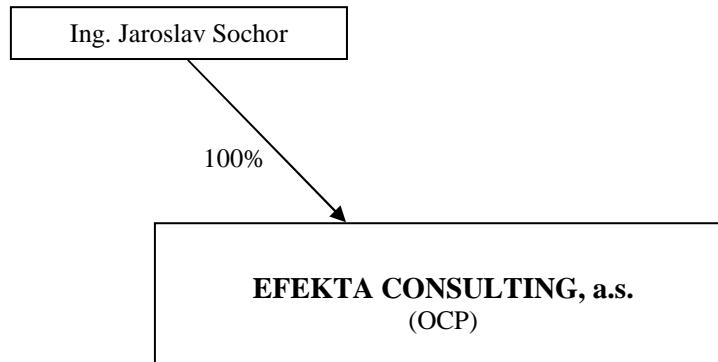 Ing. Jaroslav Sochor
100%
EFEKTA CONSULTING, a.s.
(OCP)